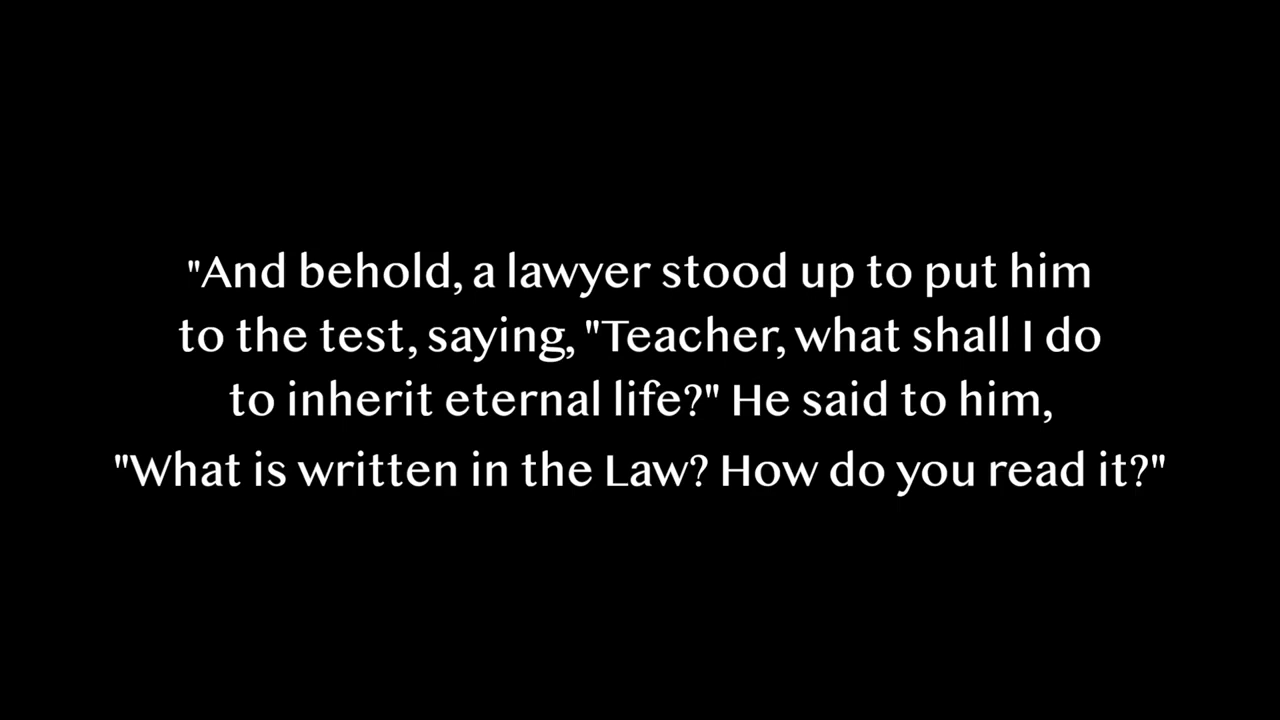 "And behold, a lawyer stood up to put him
to the test, saying, "Teacher, what shall I do
to inherit eternal life?" He said to him,
"What is written in the Law? How do you read it?"